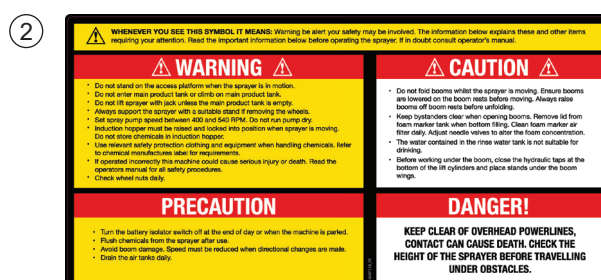 2
WHENEVER YOU SEE THIS SYMBOL IT MEANS: Warning be alert your safety may be involved. The information below explains these and other items
requiring your attention. Read the important information below before operating the sprayer. If in doubt consult operator's manual.
WARNING
• Do not stand on the access platform when the sprayer is in motion.
• Do not enter main product tank or climb on main product tank.
• Do not lift sprayer with jack unless the main product tank is empty.
• Always support the sprayer with a suitable stand if removing the wheels.
• Set spray pump speed between 400 and 540 RPM. Do not run pump dry.
• Induction hopper must be raised and locked into position when sprayer is moving.
Do not store chemicals in induction hopper.
• Use relevant safety protection clothing and equipment when handling chemicals. Refer
to chemical manufactures label for requirements.
• If operated incorrectly this machine could cause serious injury or death. Read the
operators manual for all safety procedures.
• Check wheel nuts daily.
CAUTION
• Do not fold booms whilst the sprayer is moving. Ensure booms
are lowered on the boom rests before moving. Always raise
booms off boom rests before unfolding.
• Keep bystanders clear when opening booms. Remove lid from
foam marker tank when bottom filling. Clean foam marker air
filter daily. Adjust needle valves to alter the foam concentration.
• The water contained in the rinse water tank is not suitable for
drinking.
• Before working under the boom, close the hydraulic taps at the
bottom of the lift cylinders and place stands under the boom
wings.
PRECAUTION
• Turn the battery isolator switch off at the end of day or when the machine is parked.
• Flush chemicals from the sprayer after use.
• Avoid boom damage. Speed must be reduced when directional changes are made.
• Drain the air tanks daily.
DANGER!
KEEP CLEAR OF OVERHEAD POWERLINES,
CONTACT CAN CAUSE DEATH. CHECK THE
HEIGHT OF THE SPRAYER BEFORE TRAVELLING
UNDER OBSTACLES.